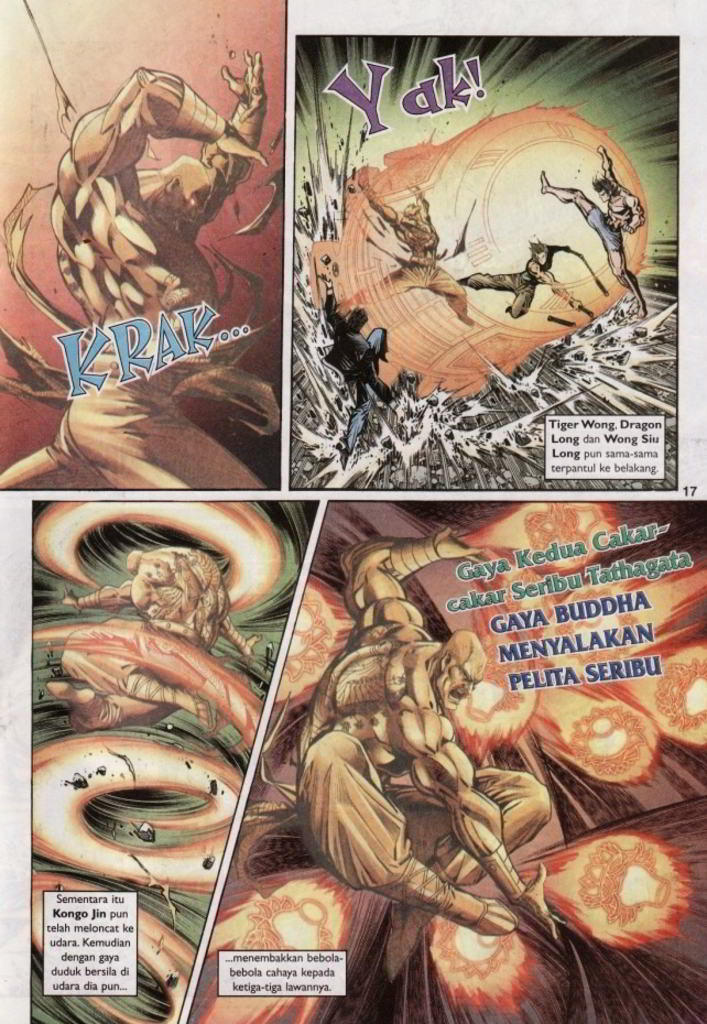 KRAK...
Yak!
Tiger Wong, Dragon
Long dan Wong Siu
Long pun sama-sama
terpantul ke belakang.
17
Sementara itu
Kongo Jin pun
telah meloncat ke
udara. Kemudian
dengan gaya
duduk bersila di
udara dia pun...
Gaya Kedua Cakar-
cakar Seribu Tathagata
GAYA BUDDHA
MENYALAKAN
PELITA SERIBU
...menembakkan bebola-
bebola cahaya kepada
ketiga-tiga lawannya.